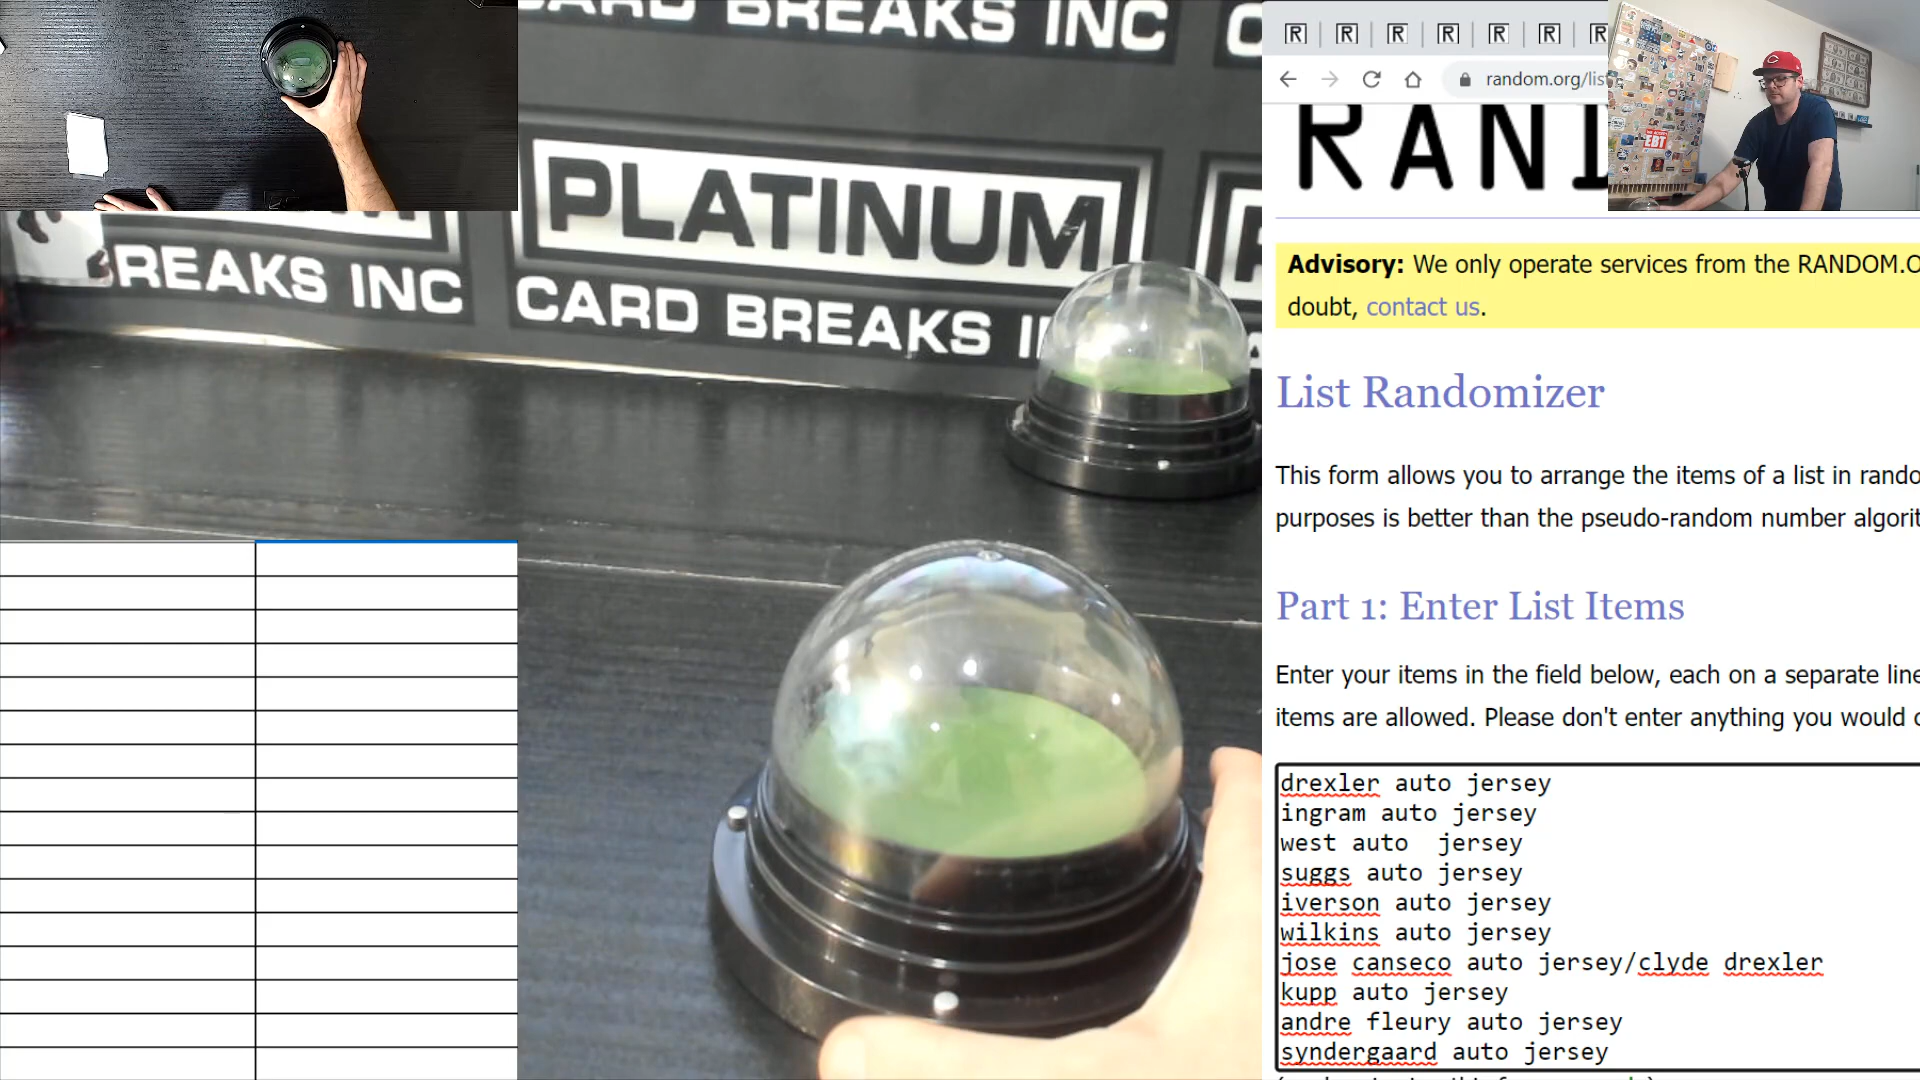 CARD BREAKS INC
PLATINUM
REAKS INC
CARD BREAKS I
random.org/lis
RAND
EBT
Advisory: We only operate services from the RANDOM.O
doubt, contact us.
List Randomizer
This form allows you to arrange the items of a list in rando
purposes is better than the pseudo-random number algorit
Part 1: Enter List Items
Enter your items in the field below, each on a separate line
items are allowed. Please don't enter anything you would c
drexler auto jersey
ingram auto jersey
west auto  jersey
suggs auto jersey
iverson auto jersey
wilkins auto jersey
jose canseco auto jersey/clyde drexler
kupp auto jersey
andre fleury auto jersey
syndergaard auto jersey